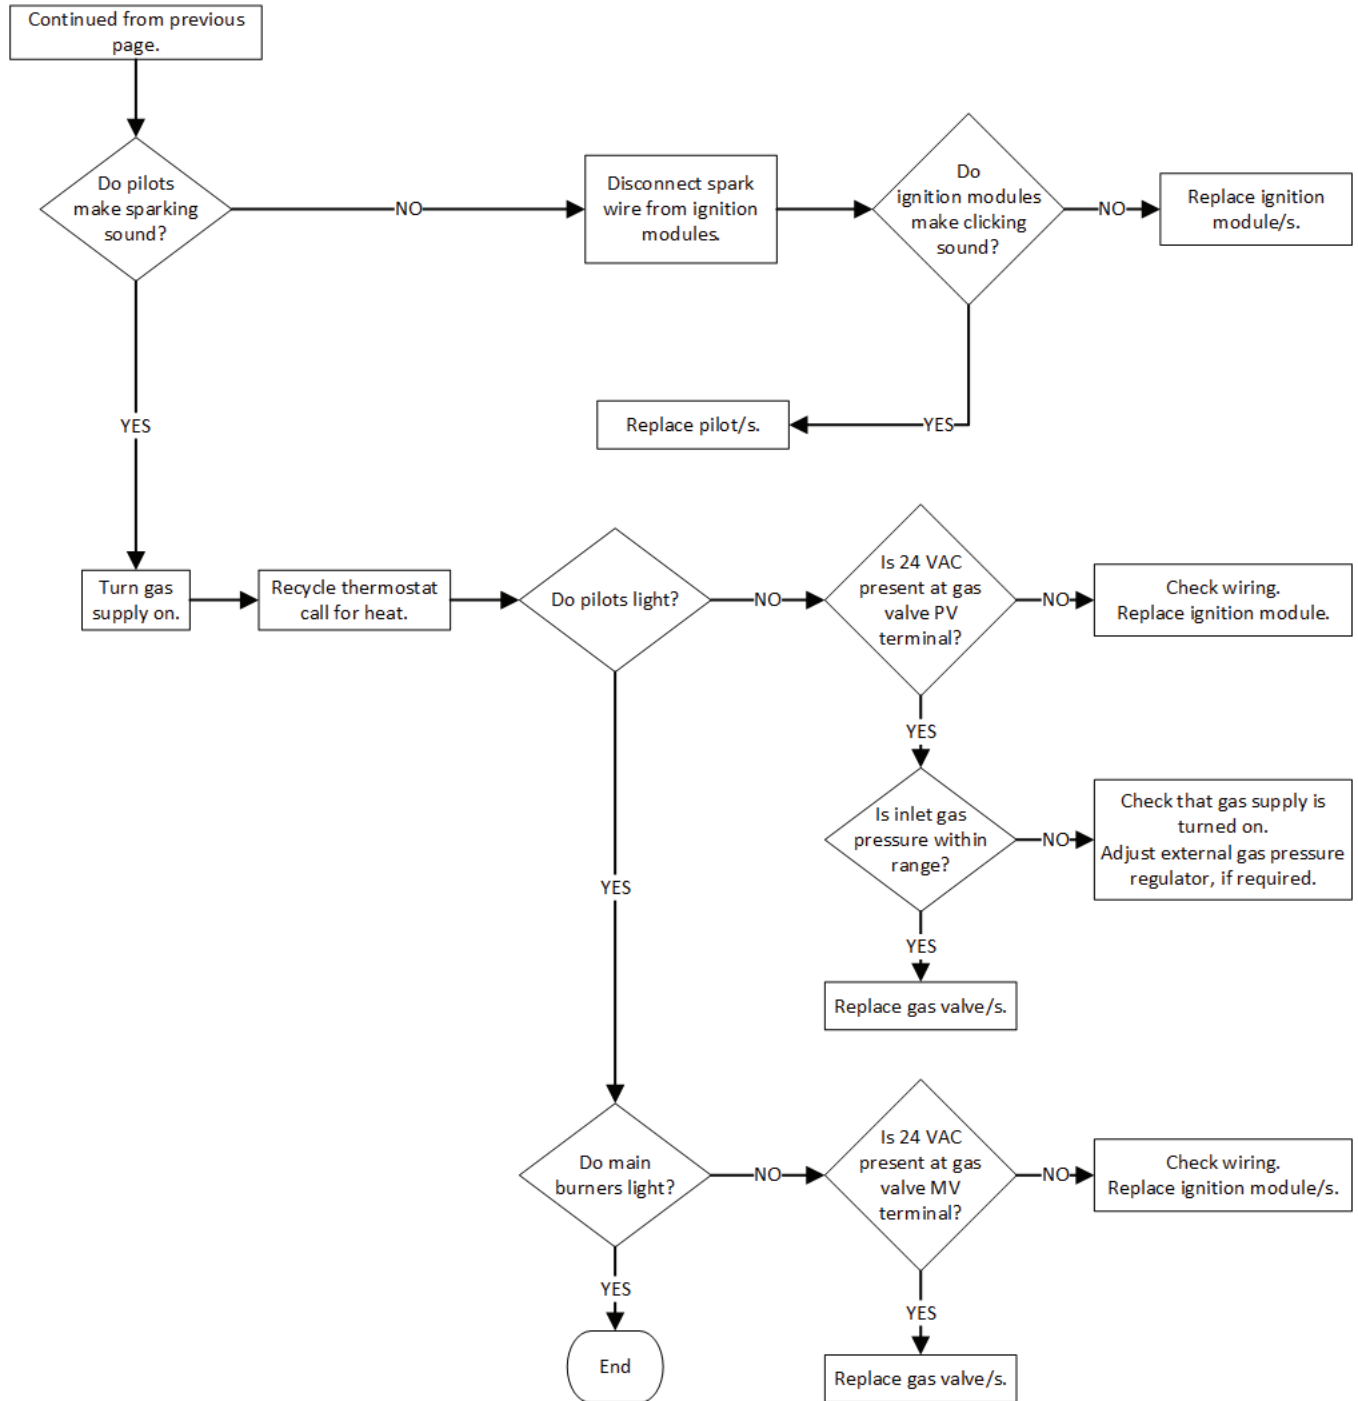 Continued from previous
page.
Do pilots
make sparking
sound?
NO
Disconnect spark
wire from ignition
modules.
Do
ignition modules
make clicking
sound?
NO
Replace ignition
module/s.
YES
Replace pilot/s.
YES
Turn gas
supply on.
Recycle thermostat
call for heat.
Do pilots light?
NO
Is 24 VAC
present at gas
valve PV
terminal?
NO
Check wiring.
Replace ignition module.
YES
Is inlet gas
pressure within
range?
NO
Check that gas supply is
turned on.
Adjust external gas pressure
regulator, if required.
YES
Replace gas valve/s.
YES
Do main
burners light?
NO
Is 24 VAC
present at gas
valve MV
terminal?
NO
Check wiring.
Replace ignition module/s.
YES
End
YES
Replace gas valve/s.